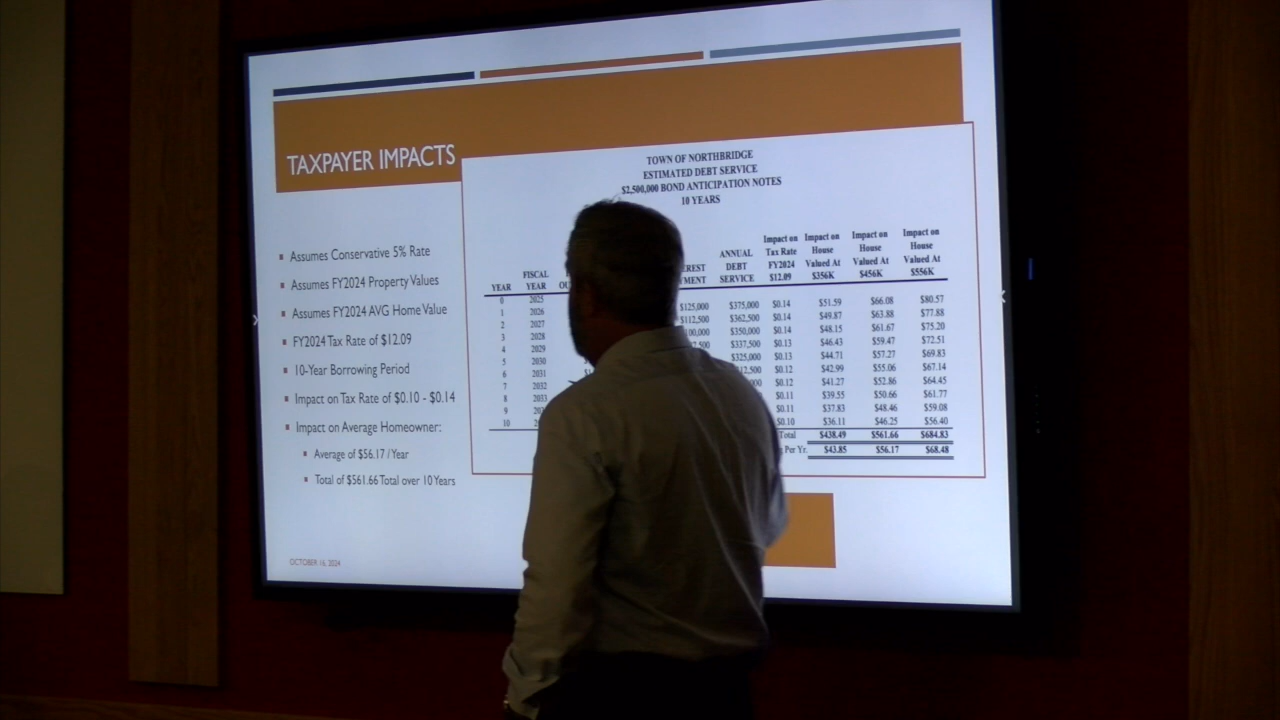 TAXPAYER IMPACTS
Assumes Conservative 5% Rate
Assumes FY2024 Property Values
Assumes FY2024 AVG Home Value
FY2024 Tax Rate of $12.09
10-Year Borrowing Period
Impact on Tax Rate of $0.10 - $0.14
Impact on Average Homeowner:
Average of $56.17 / Year
Total of $561.66 Total over 10 Years
OCTOBER 16, 2024
TOWN OF NORTHBRIDGE
ESTIMATED DEBT SERVICE
$2,500,000 BOND ANTICIPATION NOTES
10 YEARS
YEAR FISCAL YEAR ANNUAL DEBT SERVICE Impact on Tax Rate FY2024 $12.09 Impact on House Valued At $356K Impact on House Valued At $456K Impact on House Valued At $556K
0 2025
1 2026 $125,000 $375,000 $0.14 $51.59 $66.08 $80.57
2 2027 $112,500 $362,500 $0.14 $49.87 $63.88 $77.88
3 2028 $350,000 $0.14 $48.15 $61.67 $75.20
4 2029 $337,500 $0.13 $46.43 $59.47 $72.51
5 2030 $325,000 $0.13 $44.71 $57.27 $69.83
6 2031 $0.12 $42.99 $55.06 $67.14
7 2032 $0.12 $41.27 $52.86 $64.45
8 2033 $0.11 $39.55 $50.66 $61.77
9 $0.11 $37.83 $48.46 $59.08
10 $0.10 $36.11 $46.25 $56.40
Total $438.49 $561.66 $684.83
Per Yr. $43.85 $56.17 $68.48